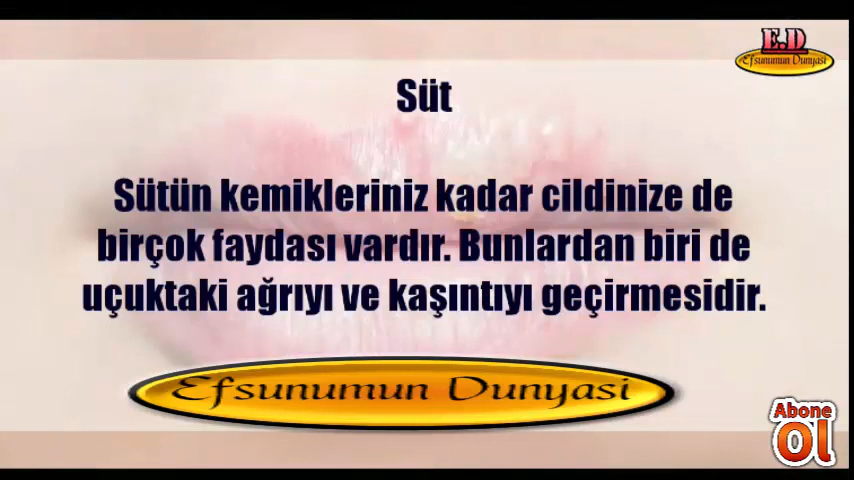 E.D
Efsunumun Dunyasi
Süt
Sütün kemikleriniz kadar cildinize de
birçok faydası vardır. Bunlardan biri de
uçuktaki ağrıyı ve kaşıntıyı geçirmesidir.
Efsunumun Dunyasi
Abone
Ol